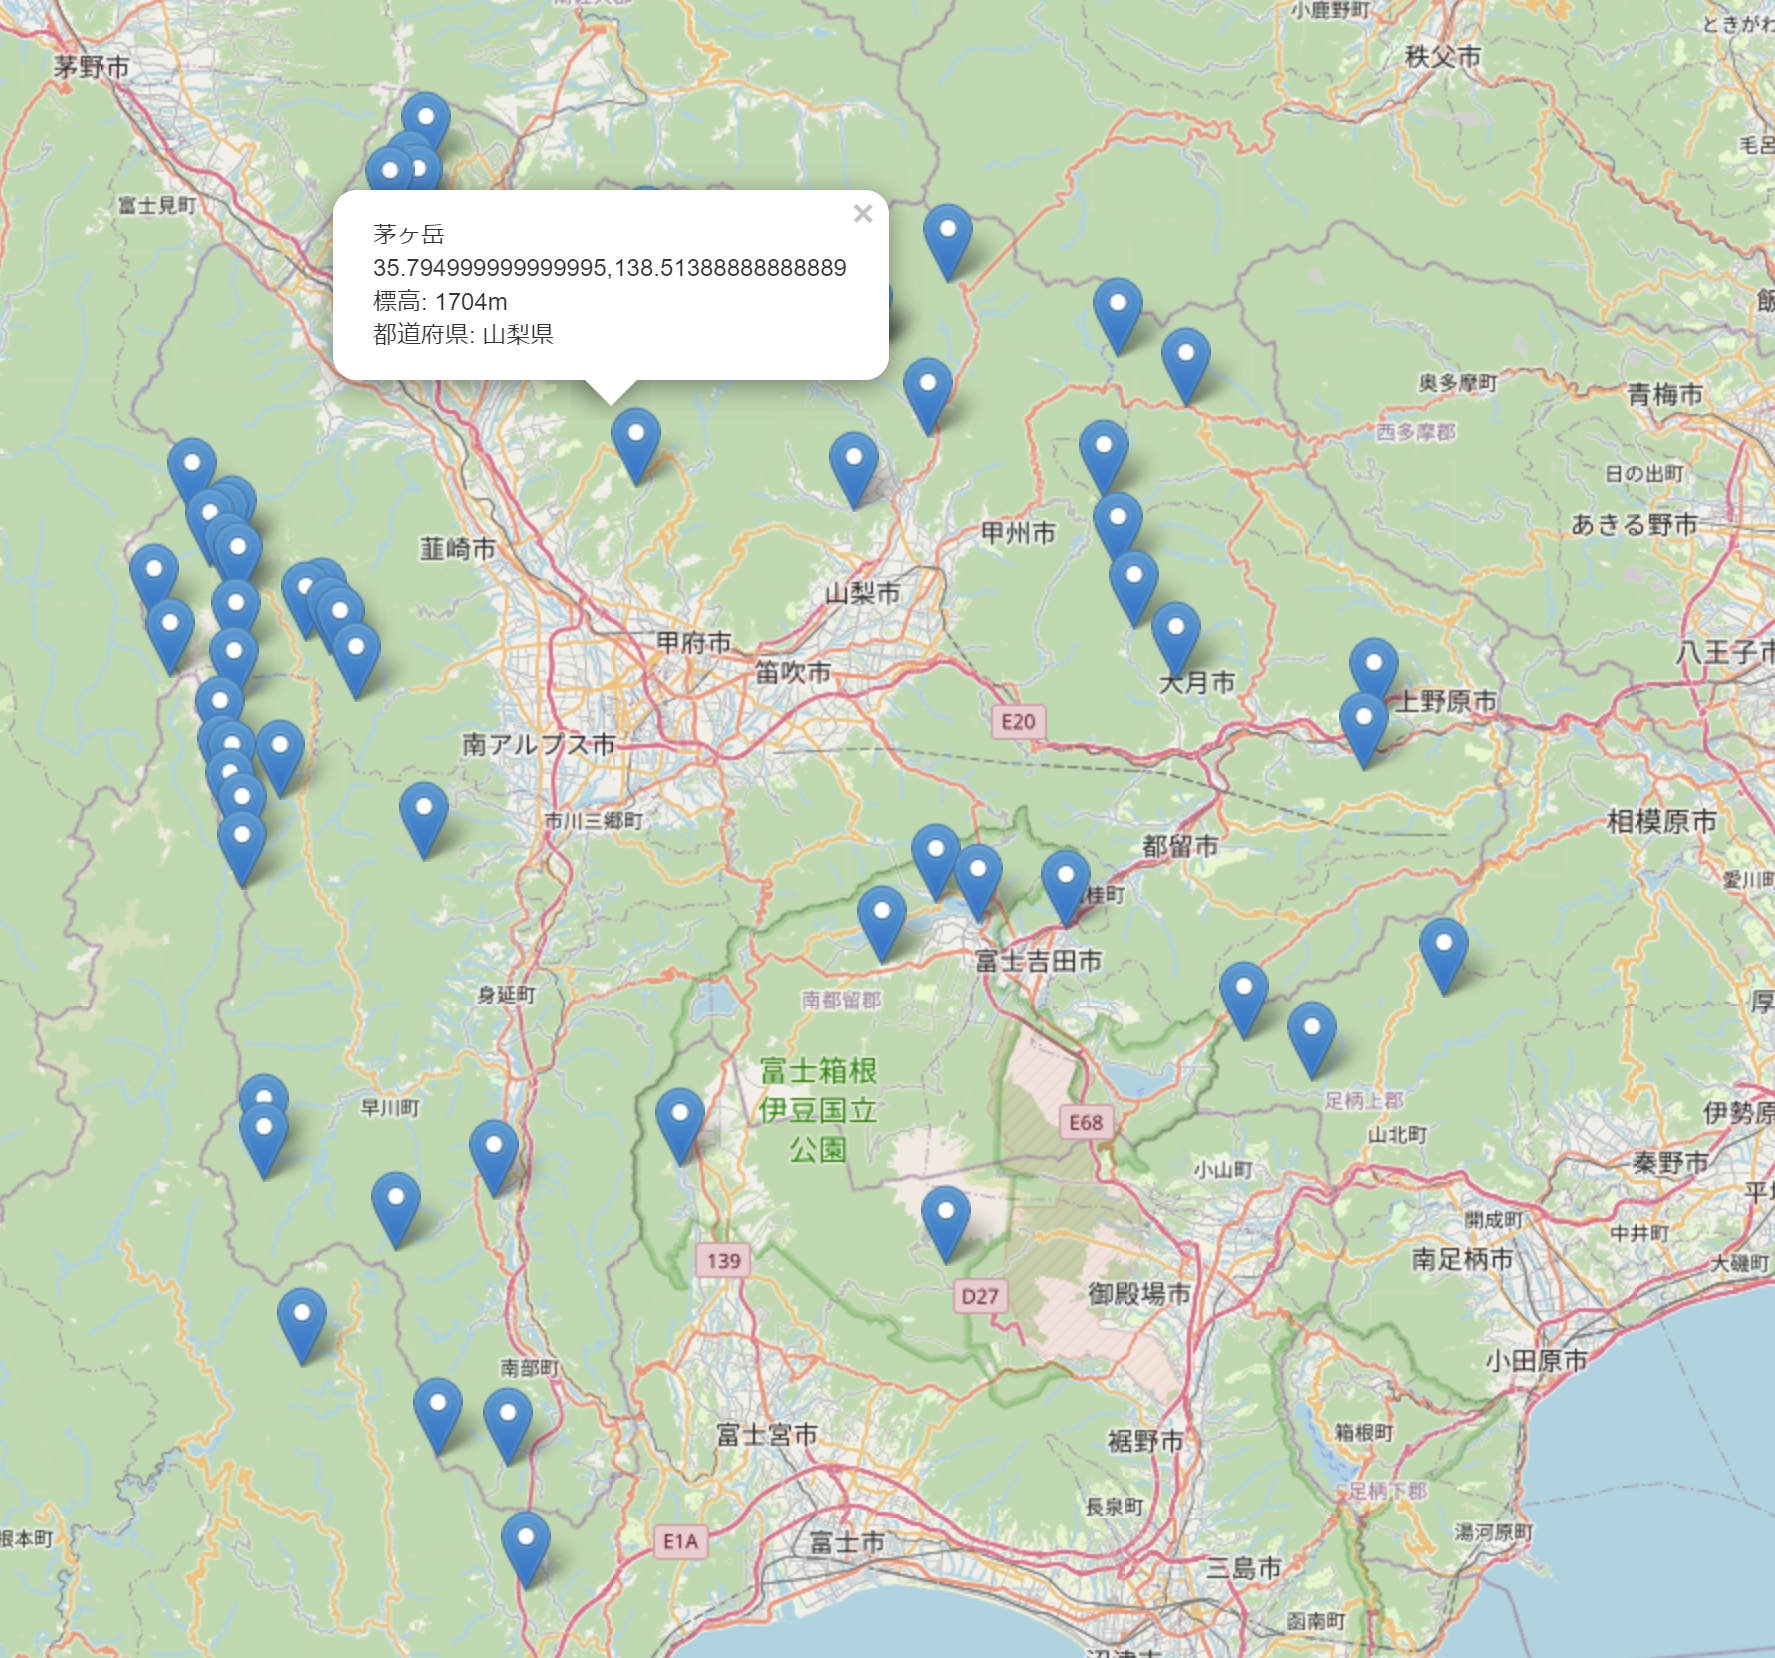 小鹿野町
ときがわ
秩父市
茅野市
毛呂
富士見町
×
茅ヶ岳
35.794999999999995,138.51388888888889
標高: 1704m
都道府県: 山梨県
飯
奥多摩町
青梅市
西多摩郡
日の出町
あきる野市
甲州市
韮崎市
山梨市
甲府市
笛吹市
八王子市
大月市
上野原市
E20
南アルプス市
市川三郷町
相模原市
都留市
愛川町
桂町
富士吉田市
身延町
南都留郡
厚
富士箱根
伊豆国立
公園
足柄上郡
早川町
E68
伊勢原
山北町
小山町
秦野市
平
開成町
中井町
139
南足柄市
大磯町
D27
御殿場市
南部町
小田原市
富士宮市
裾野市
箱根町
足柄下郡
長泉町
根本町
E1A
富士市
湯河原町
三島市
函南町
沼津市